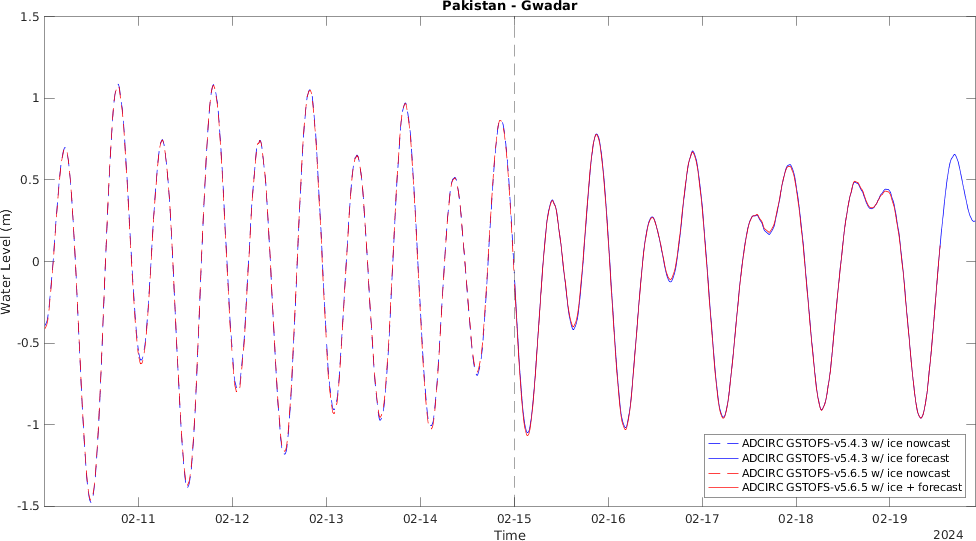 Pakistan - Gwadar
Water Level (m)
1.5
1
0.5
0
-0.5
-1
-1.5
02-11
02-12
02-13
02-14
02-15
02-16
02-17
02-18
02-19
Time
2024
ADCIRC GSTOFS-v5.4.3 w/ ice nowcast
ADCIRC GSTOFS-v5.4.3 w/ ice forecast
ADCIRC GSTOFS-v5.6.5 w/ ice nowcast
ADCIRC GSTOFS-v5.6.5 w/ ice + forecast